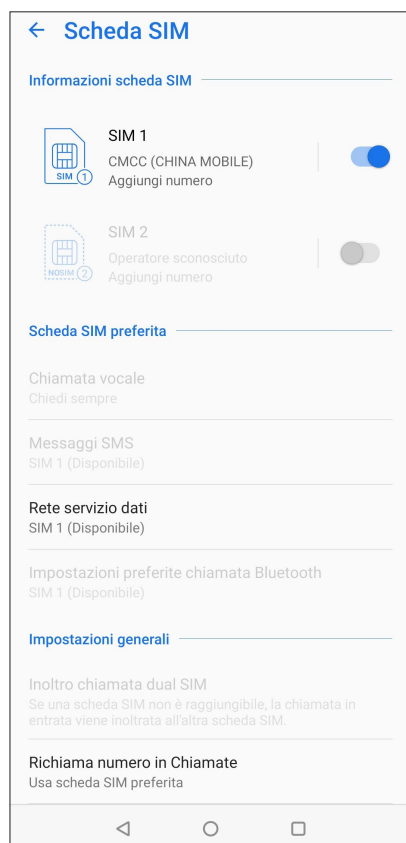 Scheda SIM
Informazioni scheda SIM
SIM 1
CMCC (CHINA MOBILE)
Aggiungi numero
SIM 1
SIM 2
Operatore sconosciuto
Aggiungi numero
NOSIM 2
Scheda SIM preferita
Chiamata vocale
Chiedi sempre
Messaggi SMS
SIM 1 (Disponibile)
Rete servizio dati
SIM 1 (Disponibile)
Impostazioni preferite chiamata Bluetooth
SIM 1 (Disponibile)
Impostazioni generali
Inoltro chiamata dual SIM
Se una scheda SIM non è raggiungibile, la chiamata in
entrata viene inoltrata all'altra scheda SIM.
Richiama numero in Chiamate
Usa scheda SIM preferita